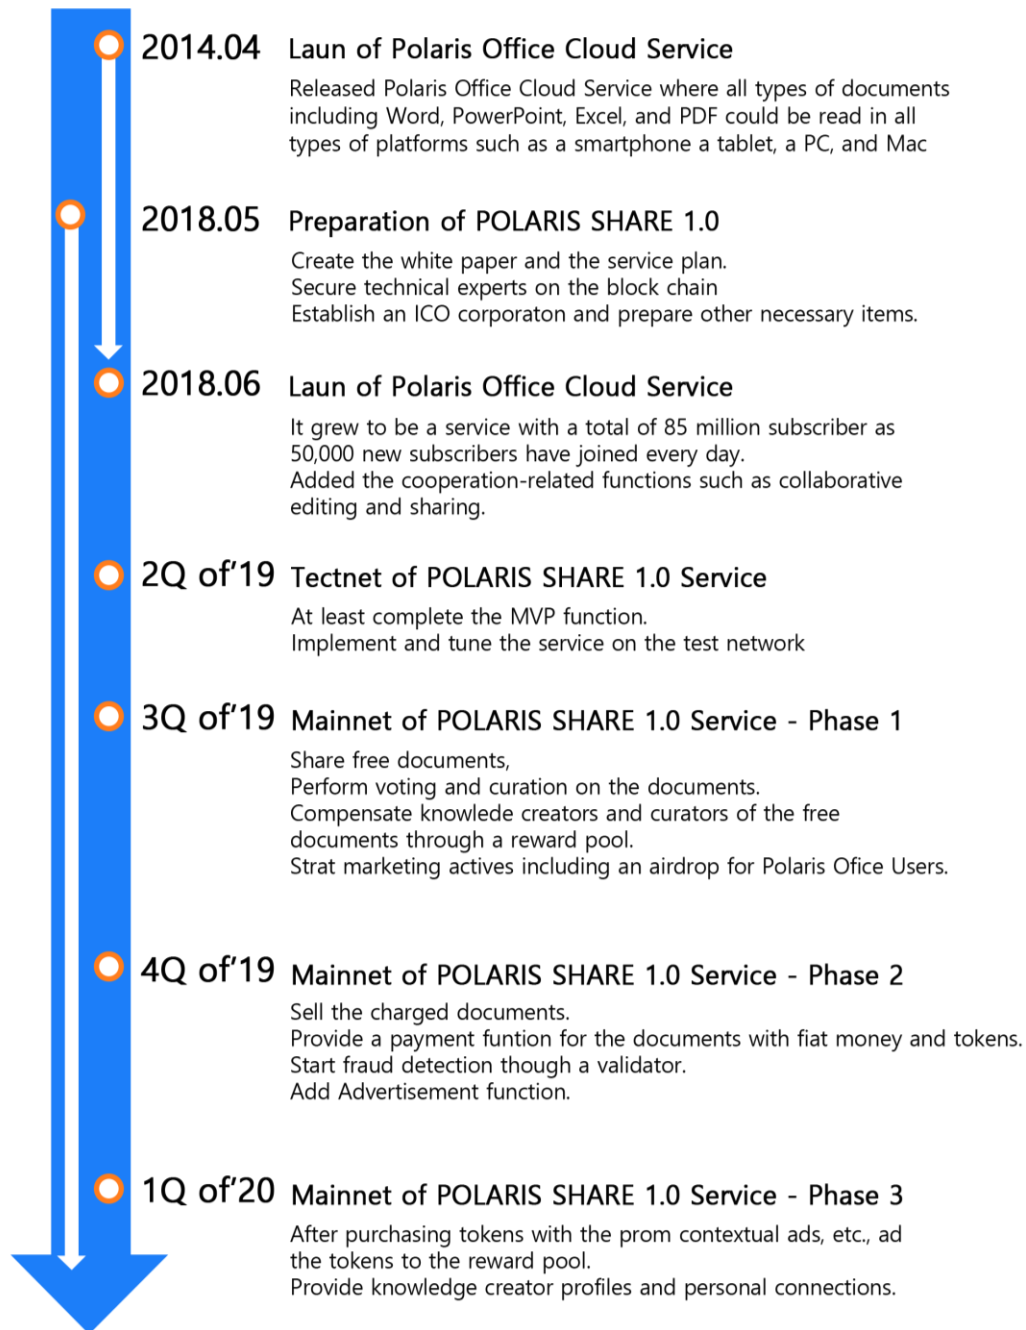 2014.04 Laun of Polaris Office Cloud Service
Released Polaris Office Cloud Service where all types of documents
including Word, PowerPoint, Excel, and PDF could be read in all
types of platforms such as a smartphone a tablet, a PC, and Mac
2018.05 Preparation of POLARIS SHARE 1.0
Create the white paper and the service plan.
Secure technical experts on the block chain
Establish an ICO corporaton and prepare other necessary items.
2018.06 Laun of Polaris Office Cloud Service
It grew to be a service with a total of 85 million subscriber as
50,000 new subscribers have joined every day.
Added the cooperation-related functions such as collaborative
editing and sharing.
2Q of'19 Tectnet of POLARIS SHARE 1.0 Service
At least complete the MVP function.
Implement and tune the service on the test network
3Q of'19 Mainnet of POLARIS SHARE 1.0 Service - Phase 1
Share free documents,
Perform voting and curation on the documents.
Compensate knowlede creators and curators of the free
documents through a reward pool.
Strat marketing actives including an airdrop for Polaris Ofice Users.
4Q of'19 Mainnet of POLARIS SHARE 1.0 Service - Phase 2
Sell the charged documents.
Provide a payment funtion for the documents with fiat money and tokens.
Start fraud detection though a validator.
Add Advertisement function.
1Q of'20 Mainnet of POLARIS SHARE 1.0 Service - Phase 3
After purchasing tokens with the prom contextual ads, etc., ad
the tokens to the reward pool.
Provide knowledge creator profiles and personal connections.